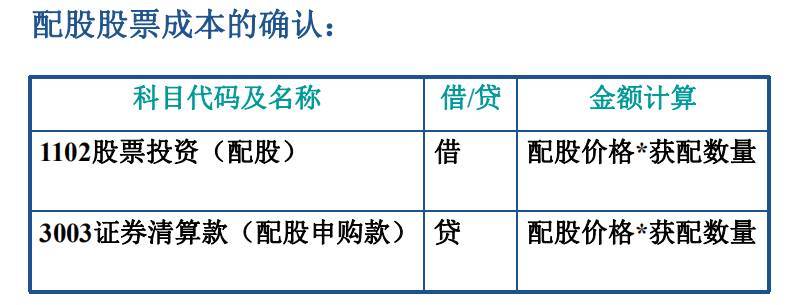 配股股票成本的确认：
科目代码及名称 借/贷 金额计算
1102股票投资（配股） 借 配股价格*获配数量
3003证券清算款（配股申购款） 贷 配股价格*获配数量